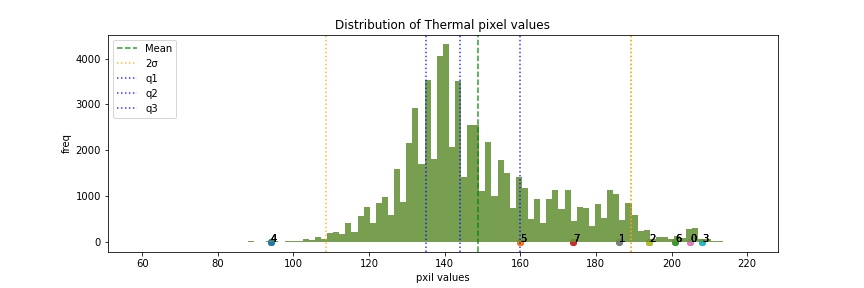 Distribution of Thermal pixel values
Mean
2σ
q1
q2
q3
freq
4000
3000
2000
1000
0
4 5 7 1 2 6 0 3
60 80 100 120 140 160 180 200 220
pxil values